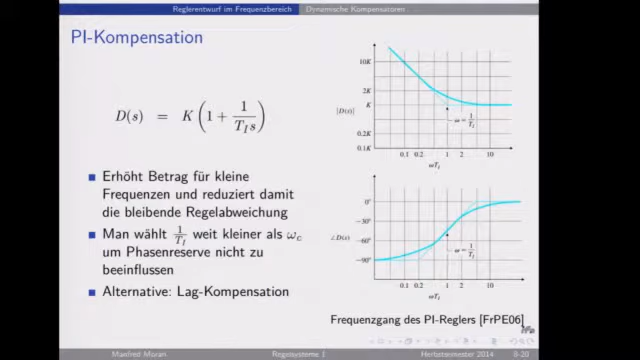 Reglerentwurf im Frequenzbereich Dynamische Kompensatoren
PI-Kompensation
D(s) = K(1 + 1/(T_I s))
Erhöht Betrag für kleine
Frequenzen und reduziert damit
die bleibende Regelabweichung
Man wählt 1/T_I weit kleiner als ω_c
um Phasenreserve nicht zu
beeinflussen
Alternative: Lag-Kompensation
10K
2K
K
|D(s)|
ω = 1/T_I
0.2K
0.1K
0.1 0.2 1 2 10
ωT_I
0°
−30°
−60°
∠D(s)
ω = 1/T_I
−90°
0.1 0.2 1 2 10
ωT_I
Frequenzgang des PI-Reglers [FrPE06]
Manfred Morari Regelsysteme 1 Herbstsemester 2014 8-20